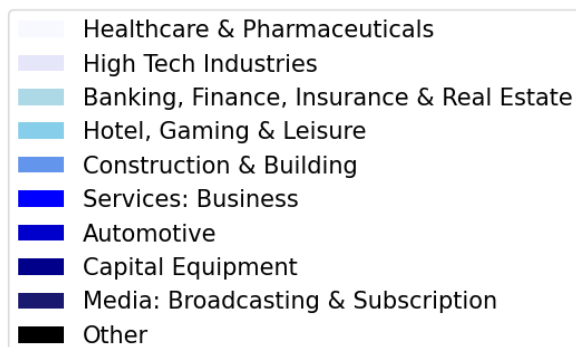 Healthcare & Pharmaceuticals
High Tech Industries
Banking, Finance, Insurance & Real Estate
Hotel, Gaming & Leisure
Construction & Building
Services: Business
Automotive
Capital Equipment
Media: Broadcasting & Subscription
Other